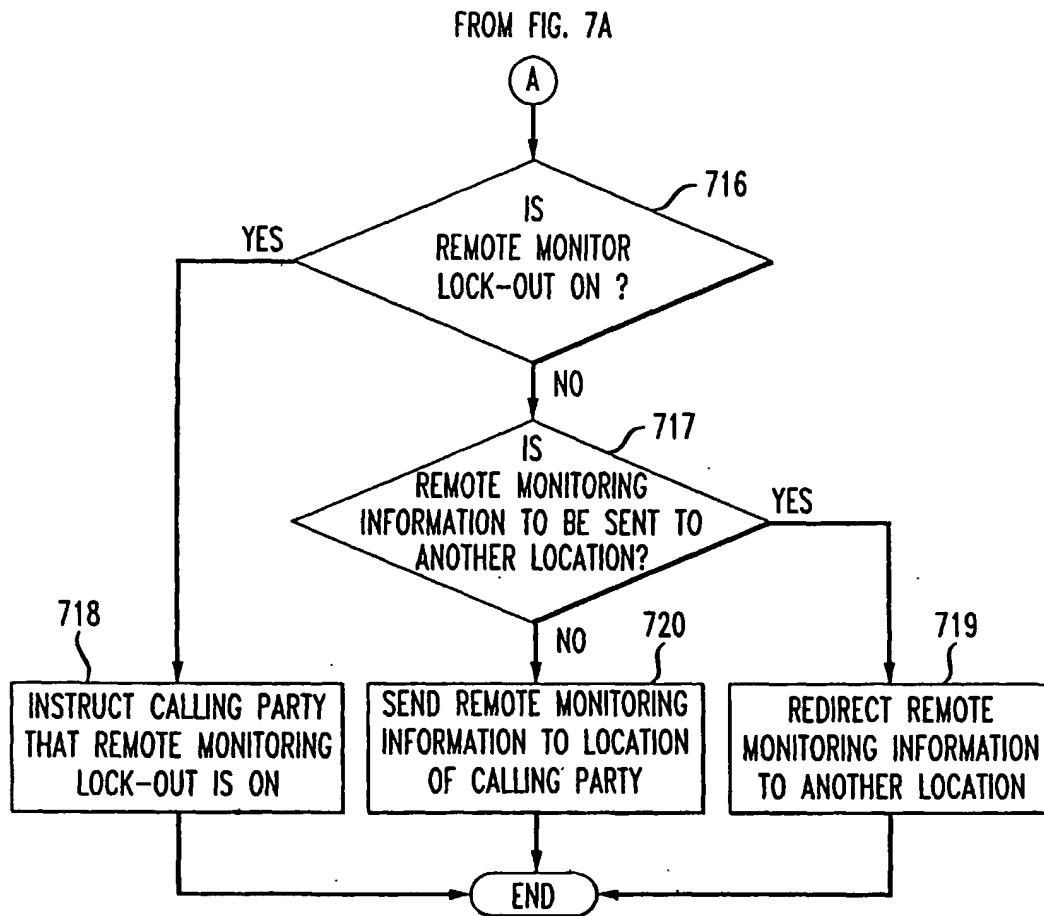 FROM FIG. 7A
A
716
IS
REMOTE MONITOR
LOCK-OUT ON ?
YES
NO
717
IS
REMOTE MONITORING
INFORMATION TO BE SENT TO
ANOTHER LOCATION?
YES
NO
718
INSTRUCT CALLING PARTY
THAT REMOTE MONITORING
LOCK-OUT IS ON
720
SEND REMOTE MONITORING
INFORMATION TO LOCATION
OF CALLING PARTY
719
REDIRECT REMOTE
MONITORING INFORMATION
TO ANOTHER LOCATION
END